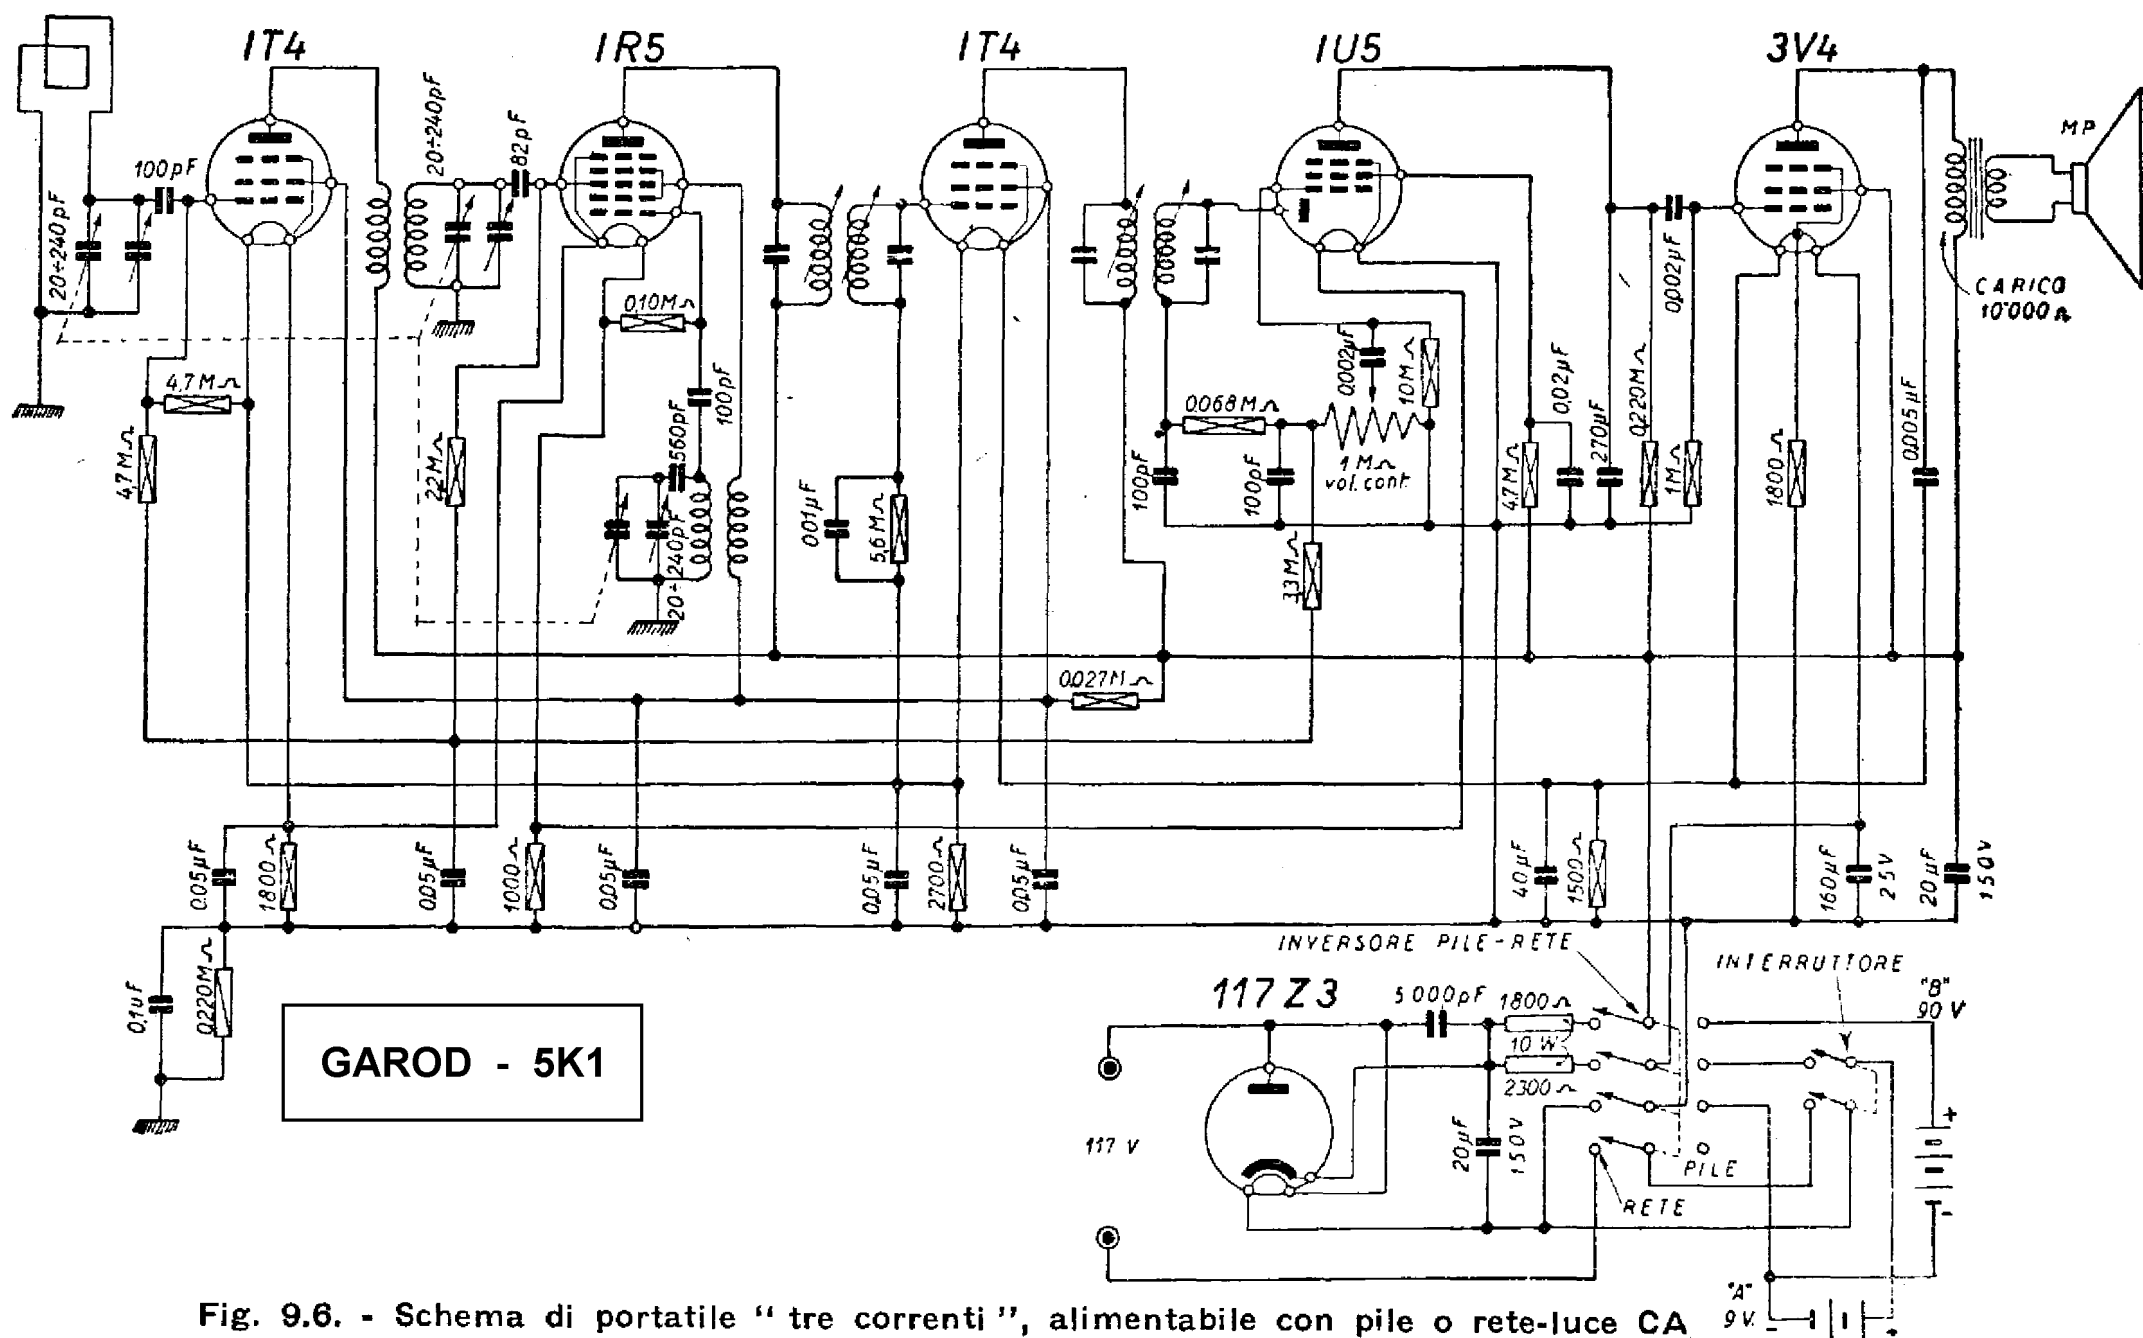 1T4
1R5
1T4
1U5
3V4
20÷240pF
82pF
100pF
20÷240pF
MP
CARICO
10.000 Ω
0,10MΩ
4,7MΩ
4,7MΩ
22MΩ
100pF
560pF
20÷240pF
0,01µF
5,6MΩ
0,068MΩ
0,002µF
10MΩ
100pF
100pF
1MΩ
vol. cont.
3,3MΩ
4,7MΩ
0,02µF
270µF
0,220MΩ
0,002µF
1MΩ
1800Ω
0,005µF
0,027MΩ
0,05µF
1800Ω
0,05µF
1000Ω
0,05µF
0,05µF
2700Ω
0,05µF
40µF
1500Ω
160µF
25V
20µF
150V
0,1µF
0,220MΩ
GAROD - 5K1
INVERSORE PILE-RETE
INTERRUTTORE
117Z3
5000pF
1800Ω
10W
2300Ω
"B"
90V
117 V
20µF
150V
PILE
RETE
+
-
"A"
9V.
-
+
Fig. 9.6. - Schema di portatile “ tre correnti ”, alimentabile con pile o rete-luce CA